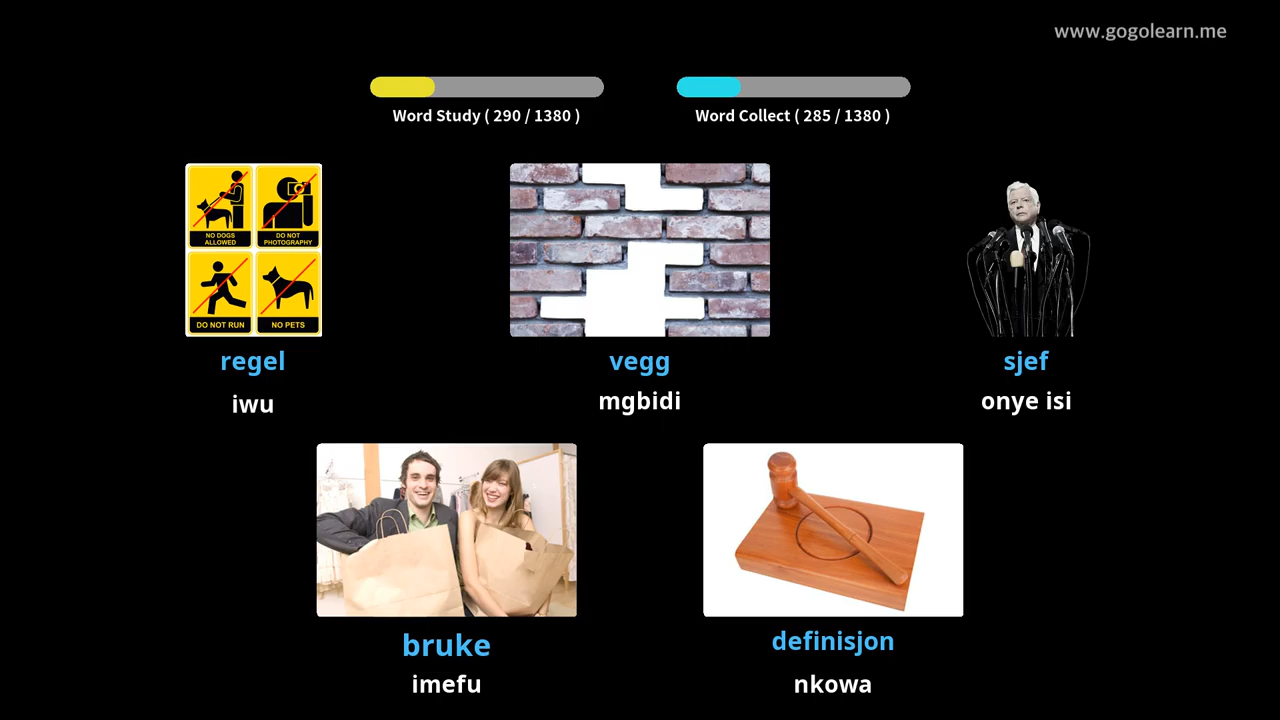 www.gogolearn.me
Word Study ( 290 / 1380 )
Word Collect ( 285 / 1380 )
NO DOGS
ALLOWED
DO NOT
PHOTOGRAPHY
DO NOT RUN
NO PETS
regel
iwu
vegg
mgbidi
sjef
onye isi
bruke
imefu
definisjon
nkowa